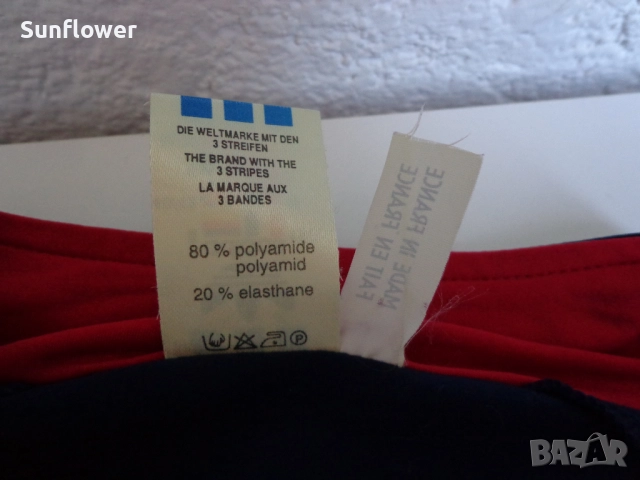 Sunflower
DIE WELTMARKE MIT DEN
3 STREIFEN
THE BRAND WITH THE
3 STRIPES
LA MARQUE AUX
3 BANDES
80 % polyamide
polyamid
20 % elasthane
P
MADE IN FRANCE
FAIT EN FRANCE
BAZAR